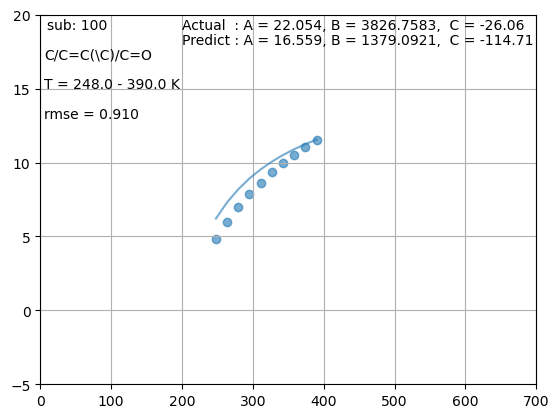 sub: 100
Actual  : A = 22.054, B = 3826.7583,  C = -26.06
Predict : A = 16.559, B = 1379.0921,  C = -114.71
C/C=C(\C)/C=O
T = 248.0 - 390.0 K
rmse = 0.910
20
15
10
5
0
−5
0 100 200 300 400 500 600 700